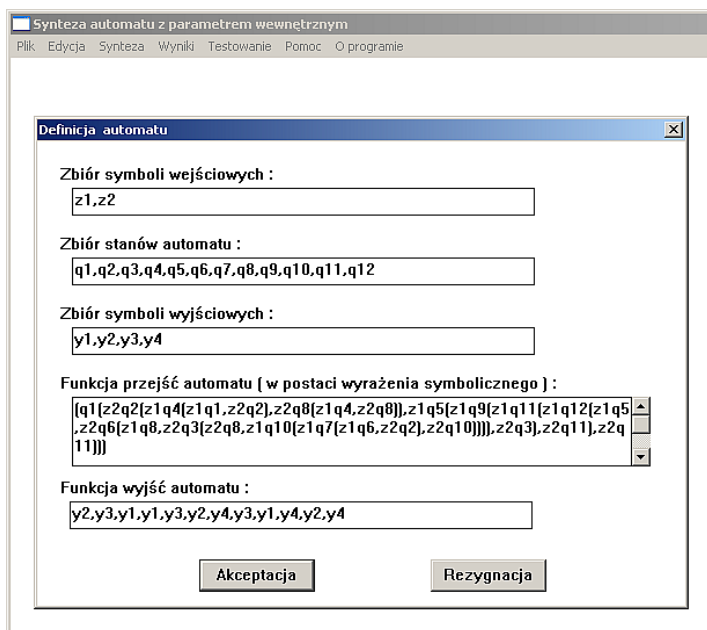 Synteza automatu z parametrem wewnętrznym
Plik Edycja Synteza Wyniki Testowanie Pomoc O programie
Definicja automatu
Zbiór symboli wejściowych :
z1,z2
Zbiór stanów automatu :
q1,q2,q3,q4,q5,q6,q7,q8,q9,q10,q11,q12
Zbiór symboli wyjściowych :
y1,y2,y3,y4
Funkcja przejść automatu ( w postaci wyrażenia symbolicznego ) :
(q1(z2q2(z1q4(z1q1,z2q2),z2q8(z1q4,z2q8)),z1q5(z1q9(z1q11(z1q12(z1q5
,z2q6(z1q8,z2q3(z2q8,z1q10(z1q7(z1q6,z2q2),z2q10)))),z2q3),z2q11),z2q
11)))
Funkcja wyjść automatu :
y2,y3,y1,y1,y3,y2,y4,y3,y1,y4,y2,y4
Akceptacja Rezygnacja